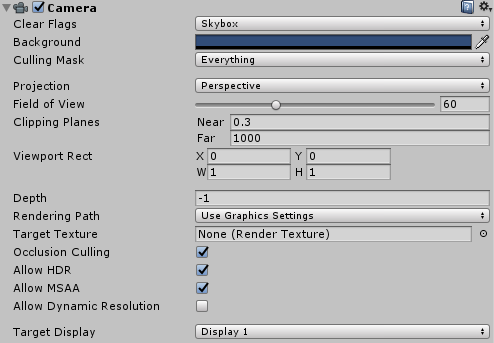 Camera
Clear Flags Skybox
Background
Culling Mask Everything
Projection Perspective
Field of View 60
Clipping Planes Near 0.3
Far 1000
Viewport Rect X 0 Y 0
W 1 H 1
Depth -1
Rendering Path Use Graphics Settings
Target Texture None (Render Texture)
Occlusion Culling
Allow HDR
Allow MSAA
Allow Dynamic Resolution
Target Display Display 1